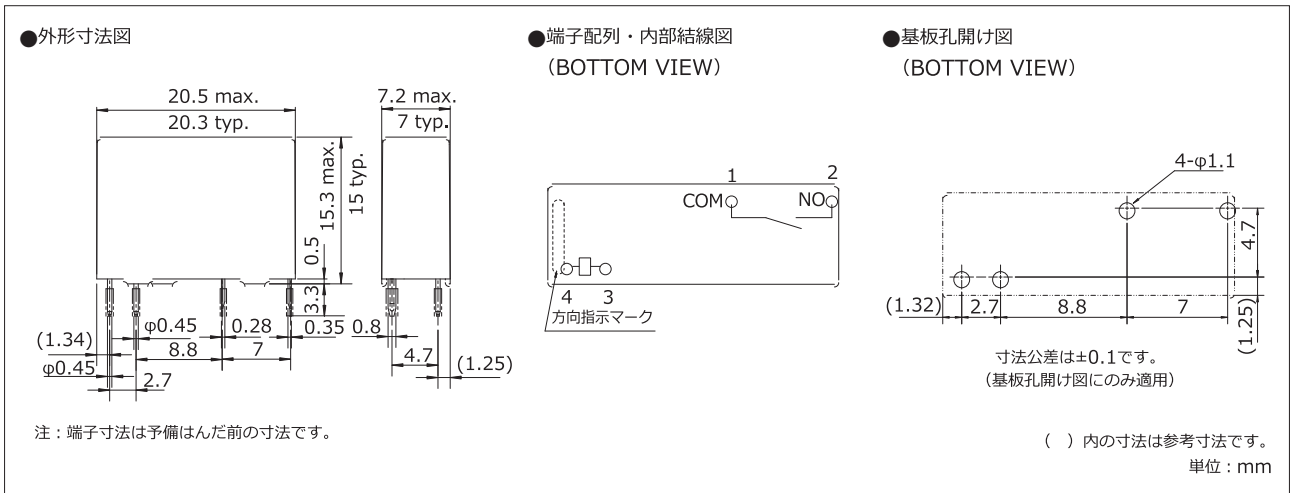 ●外形寸法図
20.5 max.
20.3 typ.
7.2 max.
7 typ.
15.3 max.
15 typ.
0.5
3.3
(1.34)
φ0.45
0.28
0.35
0.8
8.8
7
4.7
(1.25)
φ0.45
2.7
注：端子寸法は予備はんだ前の寸法です。
●端子配列・内部結線図
(BOTTOM VIEW)
1
2
COM
NO
4
3
方向指示マーク
●基板孔開け図
(BOTTOM VIEW)
4-φ1.1
4.7
(1.32)
2.7
8.8
7
(1.25)
寸法公差は±0.1です。
（基板孔開け図にのみ適用）
（　）内の寸法は参考寸法です。
単位：mm